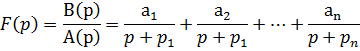 F(p) = B(p)/A(p) = a₁/(p + p₁) + a₂/(p + p₁) + ⋯ + aₙ/(p + pₙ)